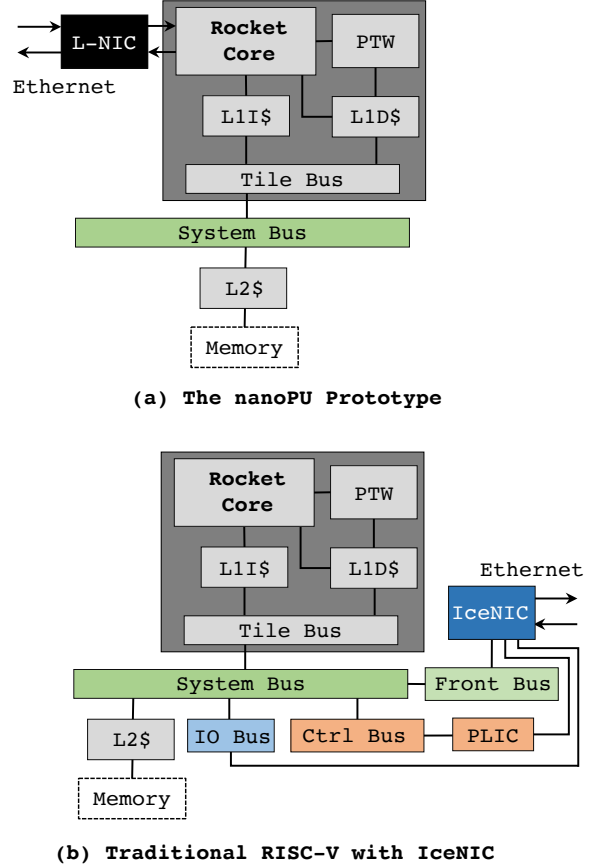 Rocket
Core
PTW
L-NIC
Ethernet
L1I$
L1D$
Tile Bus
System Bus
L2$
Memory
(a) The nanoPU Prototype
Rocket
Core
PTW
L1I$
L1D$
Ethernet
IceNIC
Tile Bus
System Bus
Front Bus
L2$
IO Bus
Ctrl Bus
PLIC
Memory
(b) Traditional RISC-V with IceNIC